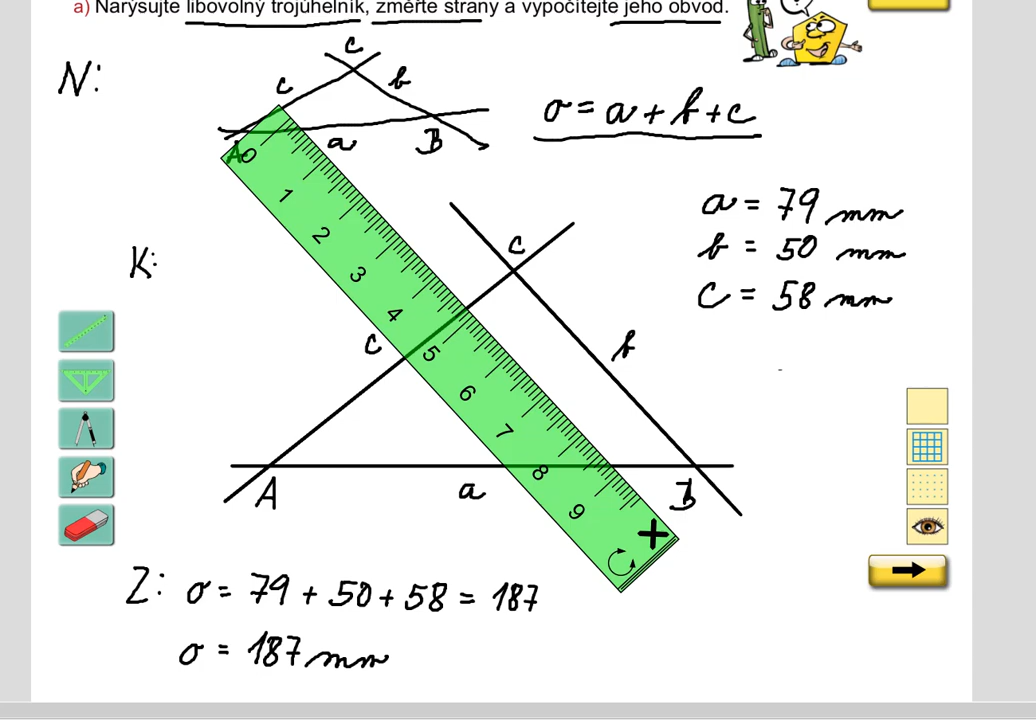 a) Narýsujte libovolný trojúhelník, změřte strany a vypočítejte jeho obvod.
N:
C
c b
A a B
o = a + b + c
a = 79 mm
b = 50 mm
c = 58 mm
K:
C
c b
A a B
0 1 2 3 4 5 6 7 8 9
Z: o = 79 + 50 + 58 = 187
o = 187 mm